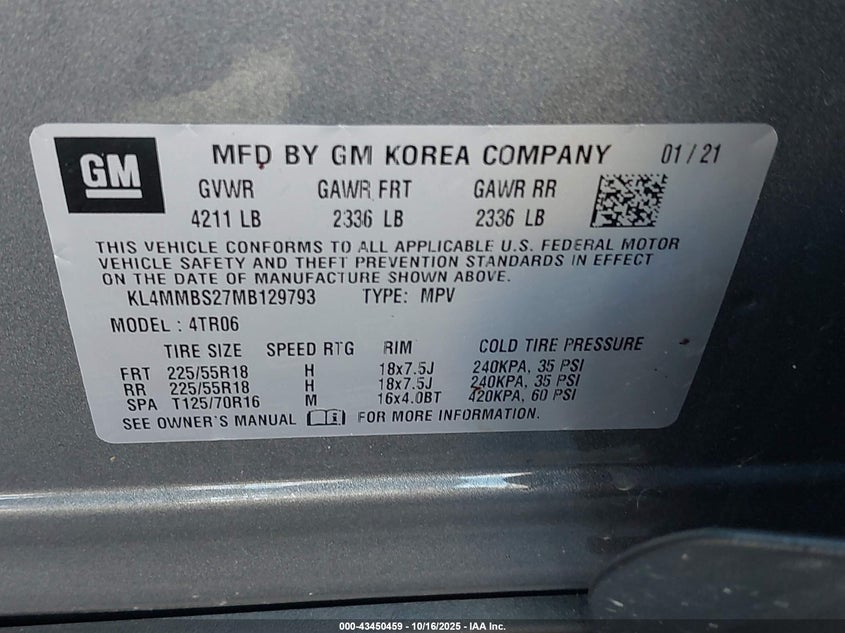 GM
MFD BY GM KOREA COMPANY 01/21
GVWR GAWR FRT GAWR RR
4211 LB 2336 LB 2336 LB
THIS VEHICLE CONFORMS TO ALL APPLICABLE U.S. FEDERAL MOTOR
VEHICLE SAFETY AND THEFT PREVENTION STANDARDS IN EFFECT
ON THE DATE OF MANUFACTURE SHOWN ABOVE.
KL4MMBS27MB129793 TYPE: MPV
MODEL: 4TR06
TIRE SIZE SPEED RTG RIM COLD TIRE PRESSURE
FRT 225/55R18 H 18x7.5J 240KPA, 35 PSI
RR 225/55R18 H 18x7.5J 240KPA, 35 PSI
SPA T125/70R16 M 16x4.0BT 420KPA, 60 PSI
SEE OWNER'S MANUAL FOR MORE INFORMATION.
000-43450459 - 10/16/2025 - IAA Inc.